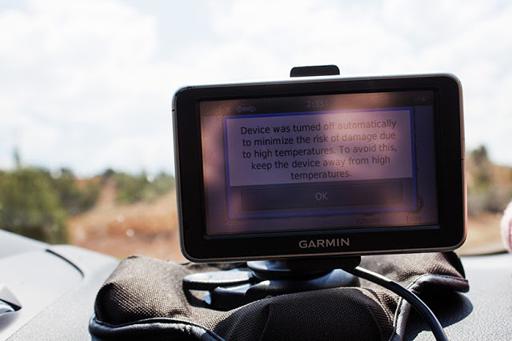 Device was turned off automatically
to minimize the risk of damage due
to high temperatures. To avoid this,
keep the device away from high
temperatures.
OK
GARMIN